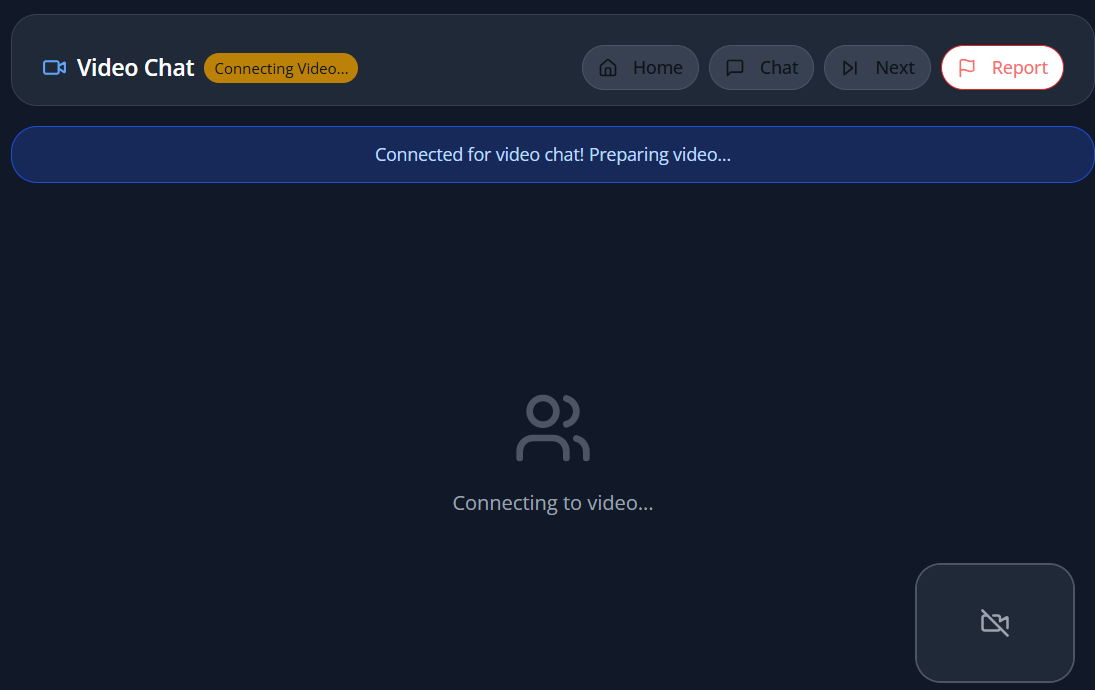 Video Chat Connecting Video... Home Chat Next Report
Connected for video chat! Preparing video...
Connecting to video...